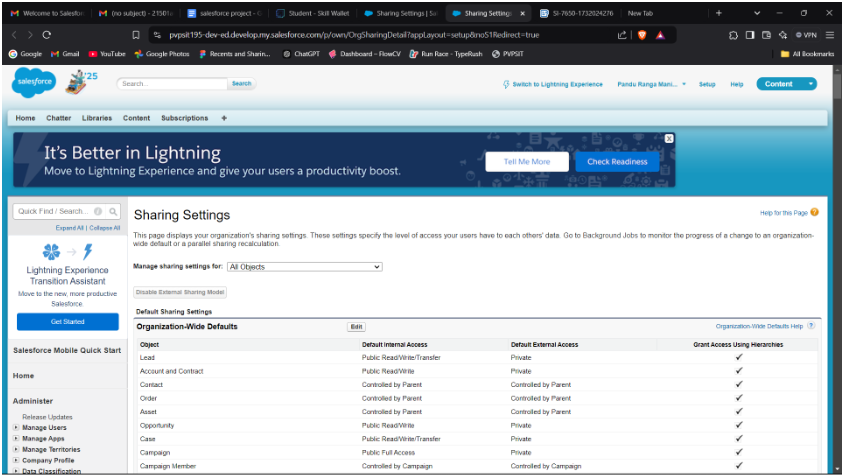 Welcome to Salesfor
M (no subject) - 21501a
salesforce project - G
Student - Skill Wallet
Sharing Settings | Sa
Sharing Settings
SI-7650-1732024276
New Tab
pvpsit195-dev-ed.develop.my.salesforce.com/p/own/OrgSharingDetail?appLayout=setup&noS1Redirect=true
VPN
Google
Gmail
YouTube
Google Photos
Recents and Sharin...
ChatGPT
Dashboard – FlowCV
Run Race - TypeRush
PVPSIT
All Bookmarks
salesforce
'25
Search...
Search
Switch to Lightning Experience
Pandu Ranga Mani...
Setup
Help
Content
Home Chatter Libraries Content Subscriptions +
It's Better in Lightning
Move to Lightning Experience and give your users a productivity boost.
Tell Me More
Check Readiness
X
Quick Find / Search...
Expand All | Collapse All
Lightning Experience
Transition Assistant
Move to the new, more productive
Salesforce
Get Started
Salesforce Mobile Quick Start
Home
Administer
Release Updates
Manage Users
Manage Apps
Manage Territories
Company Profile
Data Classification
Sharing Settings
Help for this Page
This page displays your organization's sharing settings. These settings specify the level of access your users have to each others' data. Go to Background Jobs to monitor the progress of a change to an organization-
wide default or a parallel sharing recalculation.
Manage sharing settings for: All Objects
Disable External Sharing Model
Default Sharing Settings
Organization-Wide Defaults
Edit
Organization-Wide Defaults Help ?
Object Default Internal Access Default External Access Grant Access Using Hierarchies
Lead Public Read/Write/Transfer Private ✓
Account and Contract Public Read/Write Private ✓
Contact Controlled by Parent Controlled by Parent ✓
Order Controlled by Parent Controlled by Parent ✓
Asset Controlled by Parent Controlled by Parent ✓
Opportunity Public Read/Write Private ✓
Case Public Read/Write/Transfer Private ✓
Campaign Public Full Access Private ✓
Campaign Member Controlled by Campaign Controlled by Campaign ✓